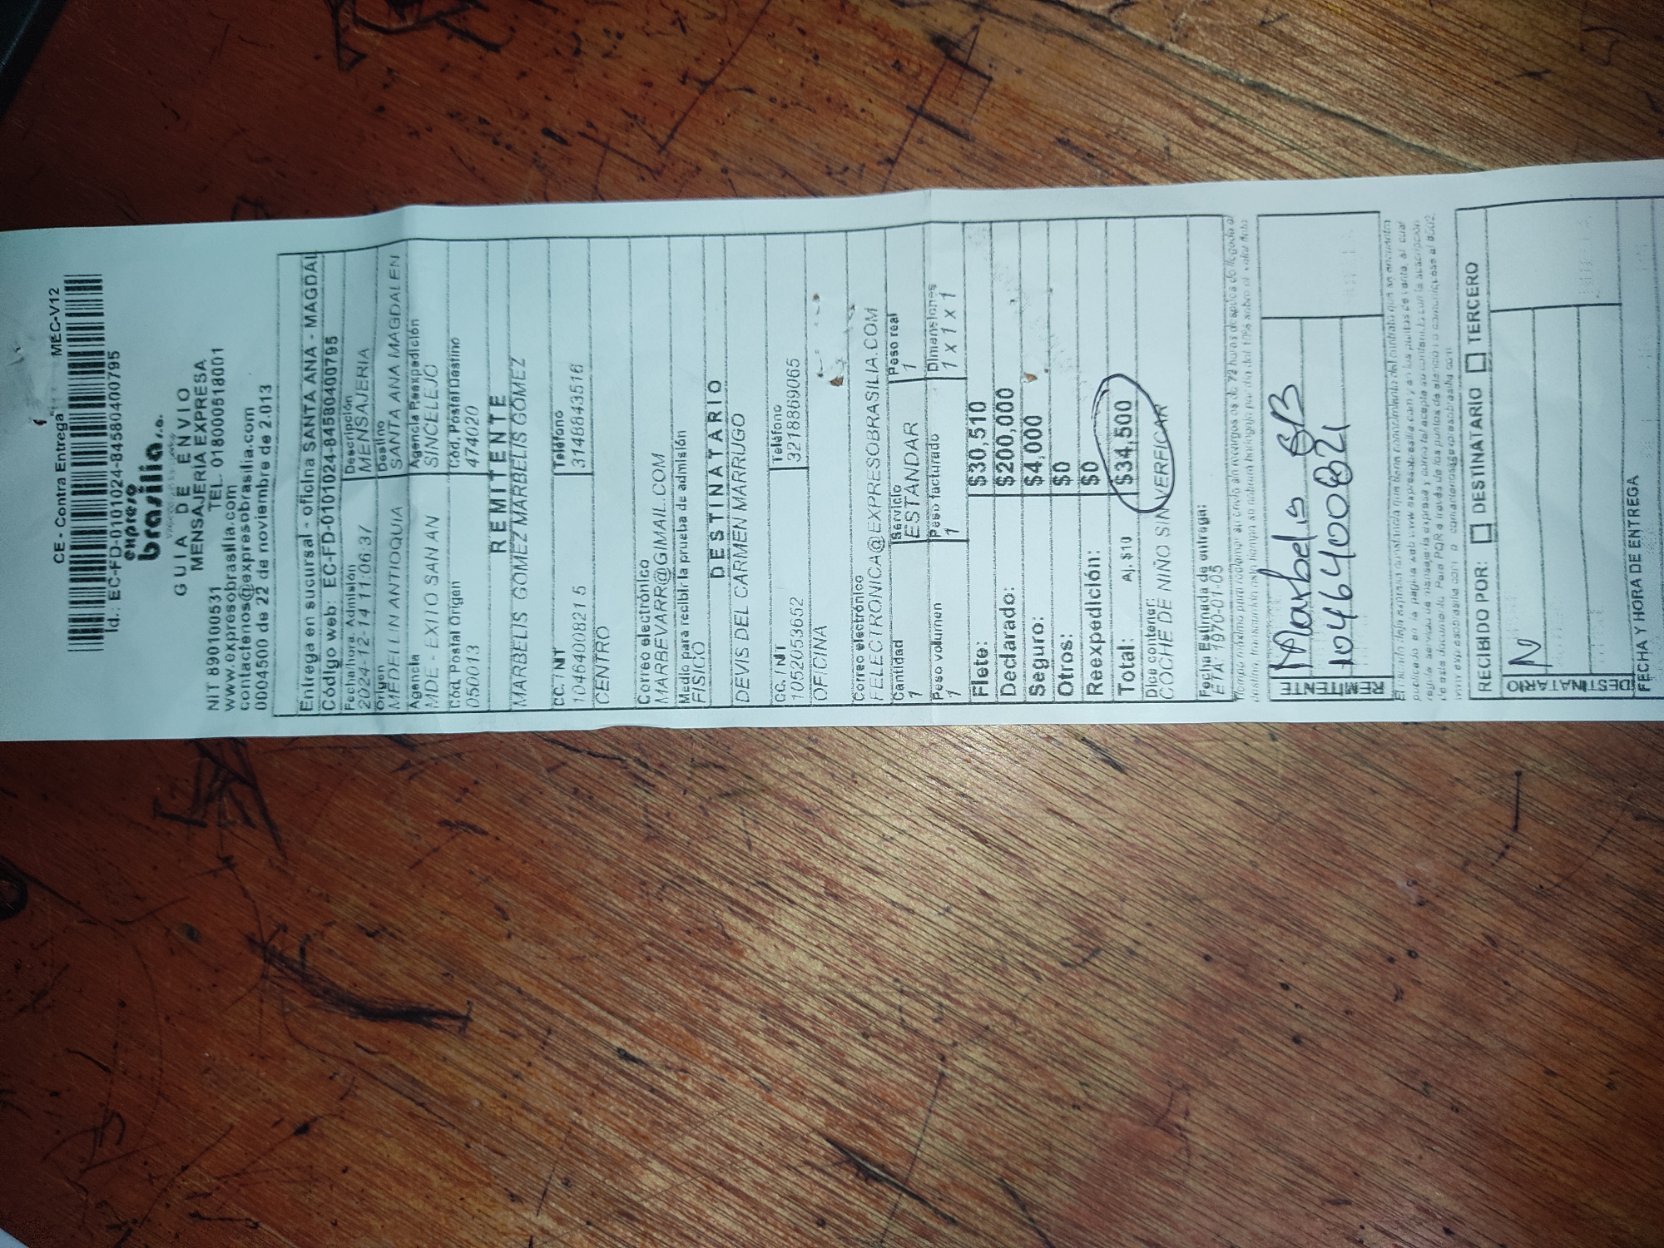 CE - Contra Entrega MEC-V12
Id.: EC-FD-0101024-84580400795
expreso
brasilia s.a.
GUIA DE ENVIO
MENSAJERIA EXPRESA
NIT 890100531 TEL. 018000518001
www.expresobrasilia.com
contactenos@expresobrasilia.com
0004500 de 22 de noviembre de 2.013
Entrega en sucursal - oficina SANTA ANA - MAGDAL
Código web: EC-FD-0101024-84580400795
Fecha/hora Admisión Descripción
2024-12-14 11:06:37 MENSAJERIA
Origen Destino
MEDELLIN ANTIOQUIA SANTA ANA MAGDALEN
Agencia Agencia Reexpedición
MDE - EXITO SAN AN SINCELEJO
Cód. Postal Origen Cód. Postal Destino
050013 474020
REMITENTE
MARBELIS GOMEZ MARBELIS GOMEZ
CC. / NIT Teléfono
1046400821 5 3148843516
CENTRO
Correo electrónico
MARBEVARR@GMAIL.COM
Medio para recibir la prueba de admisión
FISICO
DESTINATARIO
DEVIS DEL CARMEN MARRUGO
CC. / NIT Teléfono
1052053652 3218869065
OFICINA
Correo electrónico
FELECTRONICA@EXPRESOBRASILIA.COM
Cantidad Servicio Peso real
1 ESTANDAR 1
Peso volumen Peso facturado Dimensiones
1 1 1 x 1 x 1
Flete: $30,510
Declarado: $200,000
Seguro: $4,000
Otros: $0
Reexpedición: $0
Total: Aj. $10 $34,500
Dice contener:
COCHE DE NIÑO SIN VERFICAR
Fecha Estimada de entrega:
ETA 1970-01-05
REMITENTE
Marbelis GB
1046400821
RECIBIDO POR: DESTINATARIO TERCERO
DESTINATARIO
N
FECHA Y HORA DE ENTREGA